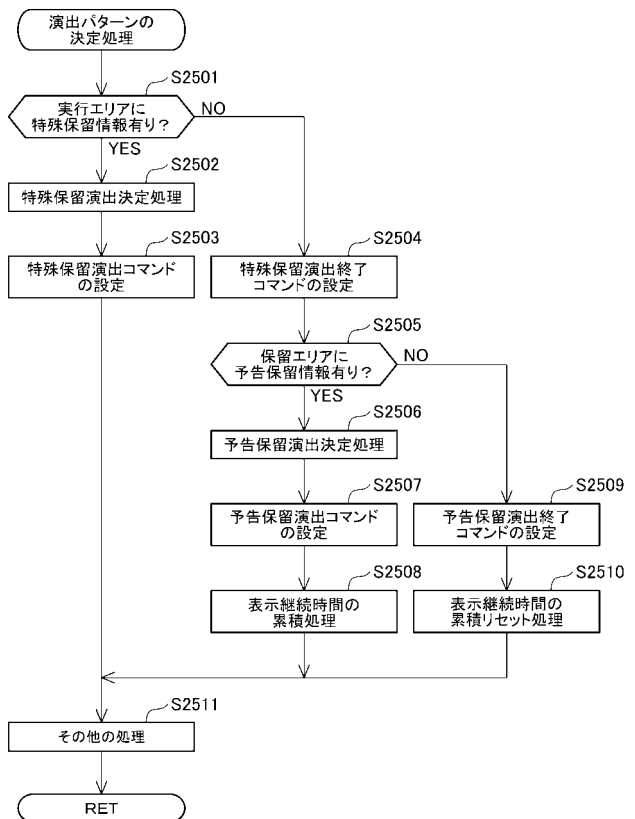 演出パターンの
決定処理
S2501
実行エリアに
特殊保留情報有り?
NO
YES
S2502
特殊保留演出決定処理
S2503
特殊保留演出コマンド
の設定
S2504
特殊保留演出終了
コマンドの設定
S2505
保留エリアに
予告保留情報有り?
NO
YES
S2506
予告保留演出決定処理
S2507
予告保留演出コマンド
の設定
S2509
予告保留演出終了
コマンドの設定
S2508
表示継続時間の
累積処理
S2510
表示継続時間の
累積リセット処理
S2511
その他の処理
RET